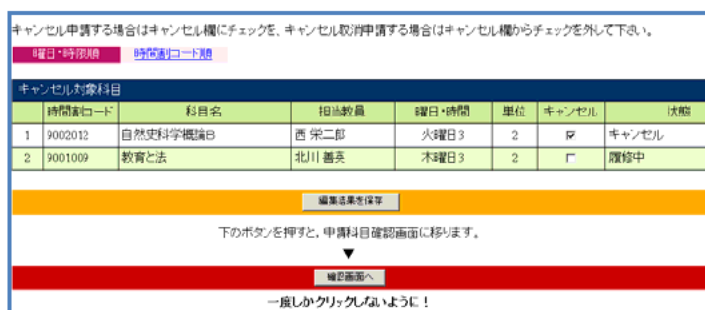 キャンセル申請する場合はキャンセル欄にチェックを、キャンセル取消申請する場合はキャンセル欄からチェックを外して下さい。
曜日・時限順 時間割コード順
キャンセル対象科目
時間割コード 科目名 担当教員 曜日・時間 単位 キャンセル 状態
1 9002012 自然史科学概論B 西 栄二郎 火曜日3 2 キャンセル
2 9001009 教育と法 北川 善英 木曜日3 2 履修中
編集結果を保存
下のボタンを押すと、申請科目確認画面に移ります。
▼
確認画面へ
一度しかクリックしないように！